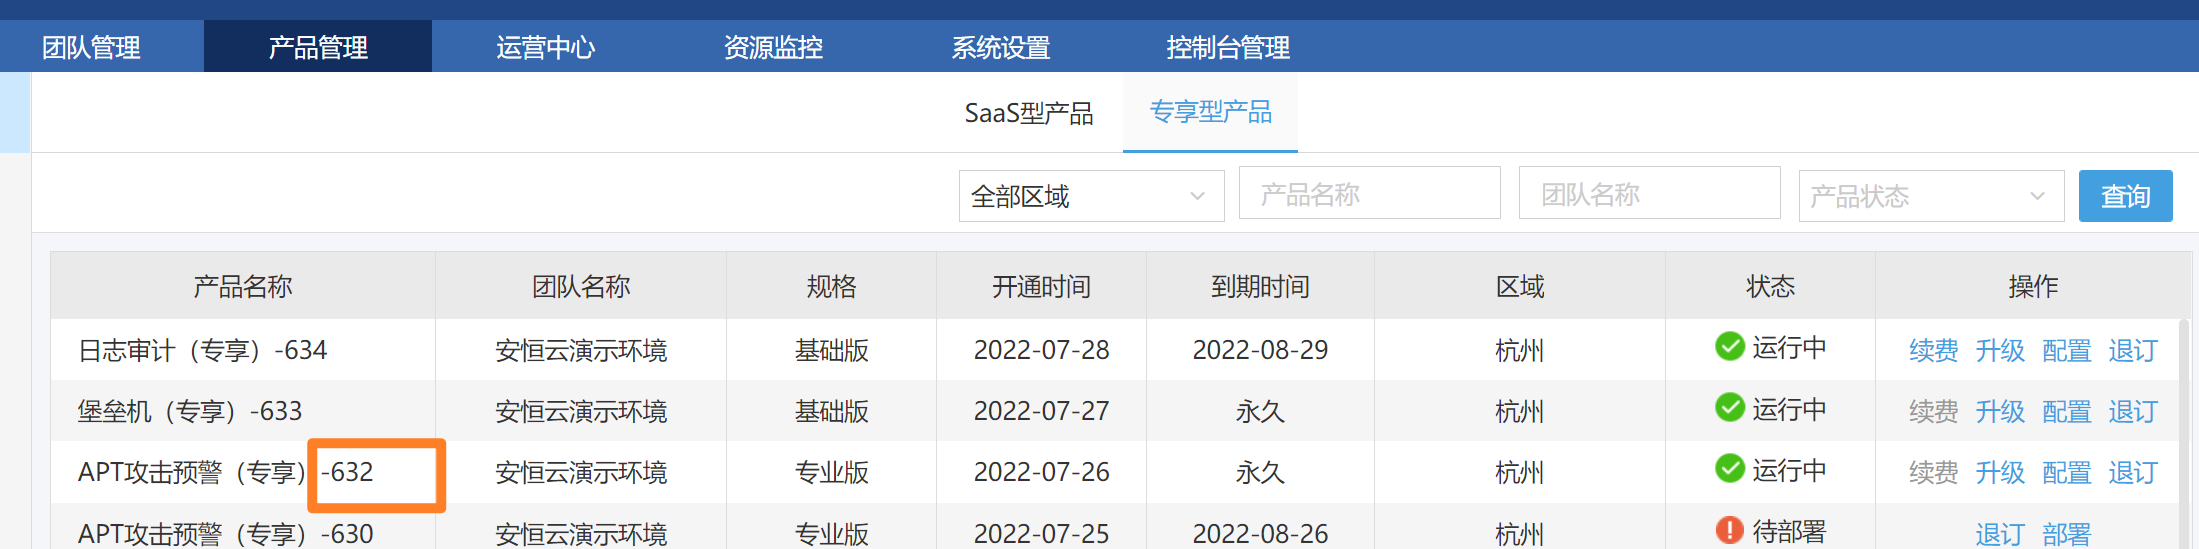 团队管理 产品管理 运营中心 资源监控 系统设置 控制台管理
SaaS型产品 专享型产品
全部区域 产品名称 团队名称 产品状态 查询
产品名称 团队名称 规格 开通时间 到期时间 区域 状态 操作
日志审计（专享）-634 安恒云演示环境 基础版 2022-07-28 2022-08-29 杭州 运行中 续费 升级 配置 退订
堡垒机（专享）-633 安恒云演示环境 基础版 2022-07-27 永久 杭州 运行中 续费 升级 配置 退订
APT攻击预警（专享）-632 安恒云演示环境 专业版 2022-07-26 永久 杭州 运行中 续费 升级 配置 退订
APT攻击预警（专享）-630 安恒云演示环境 专业版 2022-07-25 2022-08-26 杭州 待部署 退订 部署